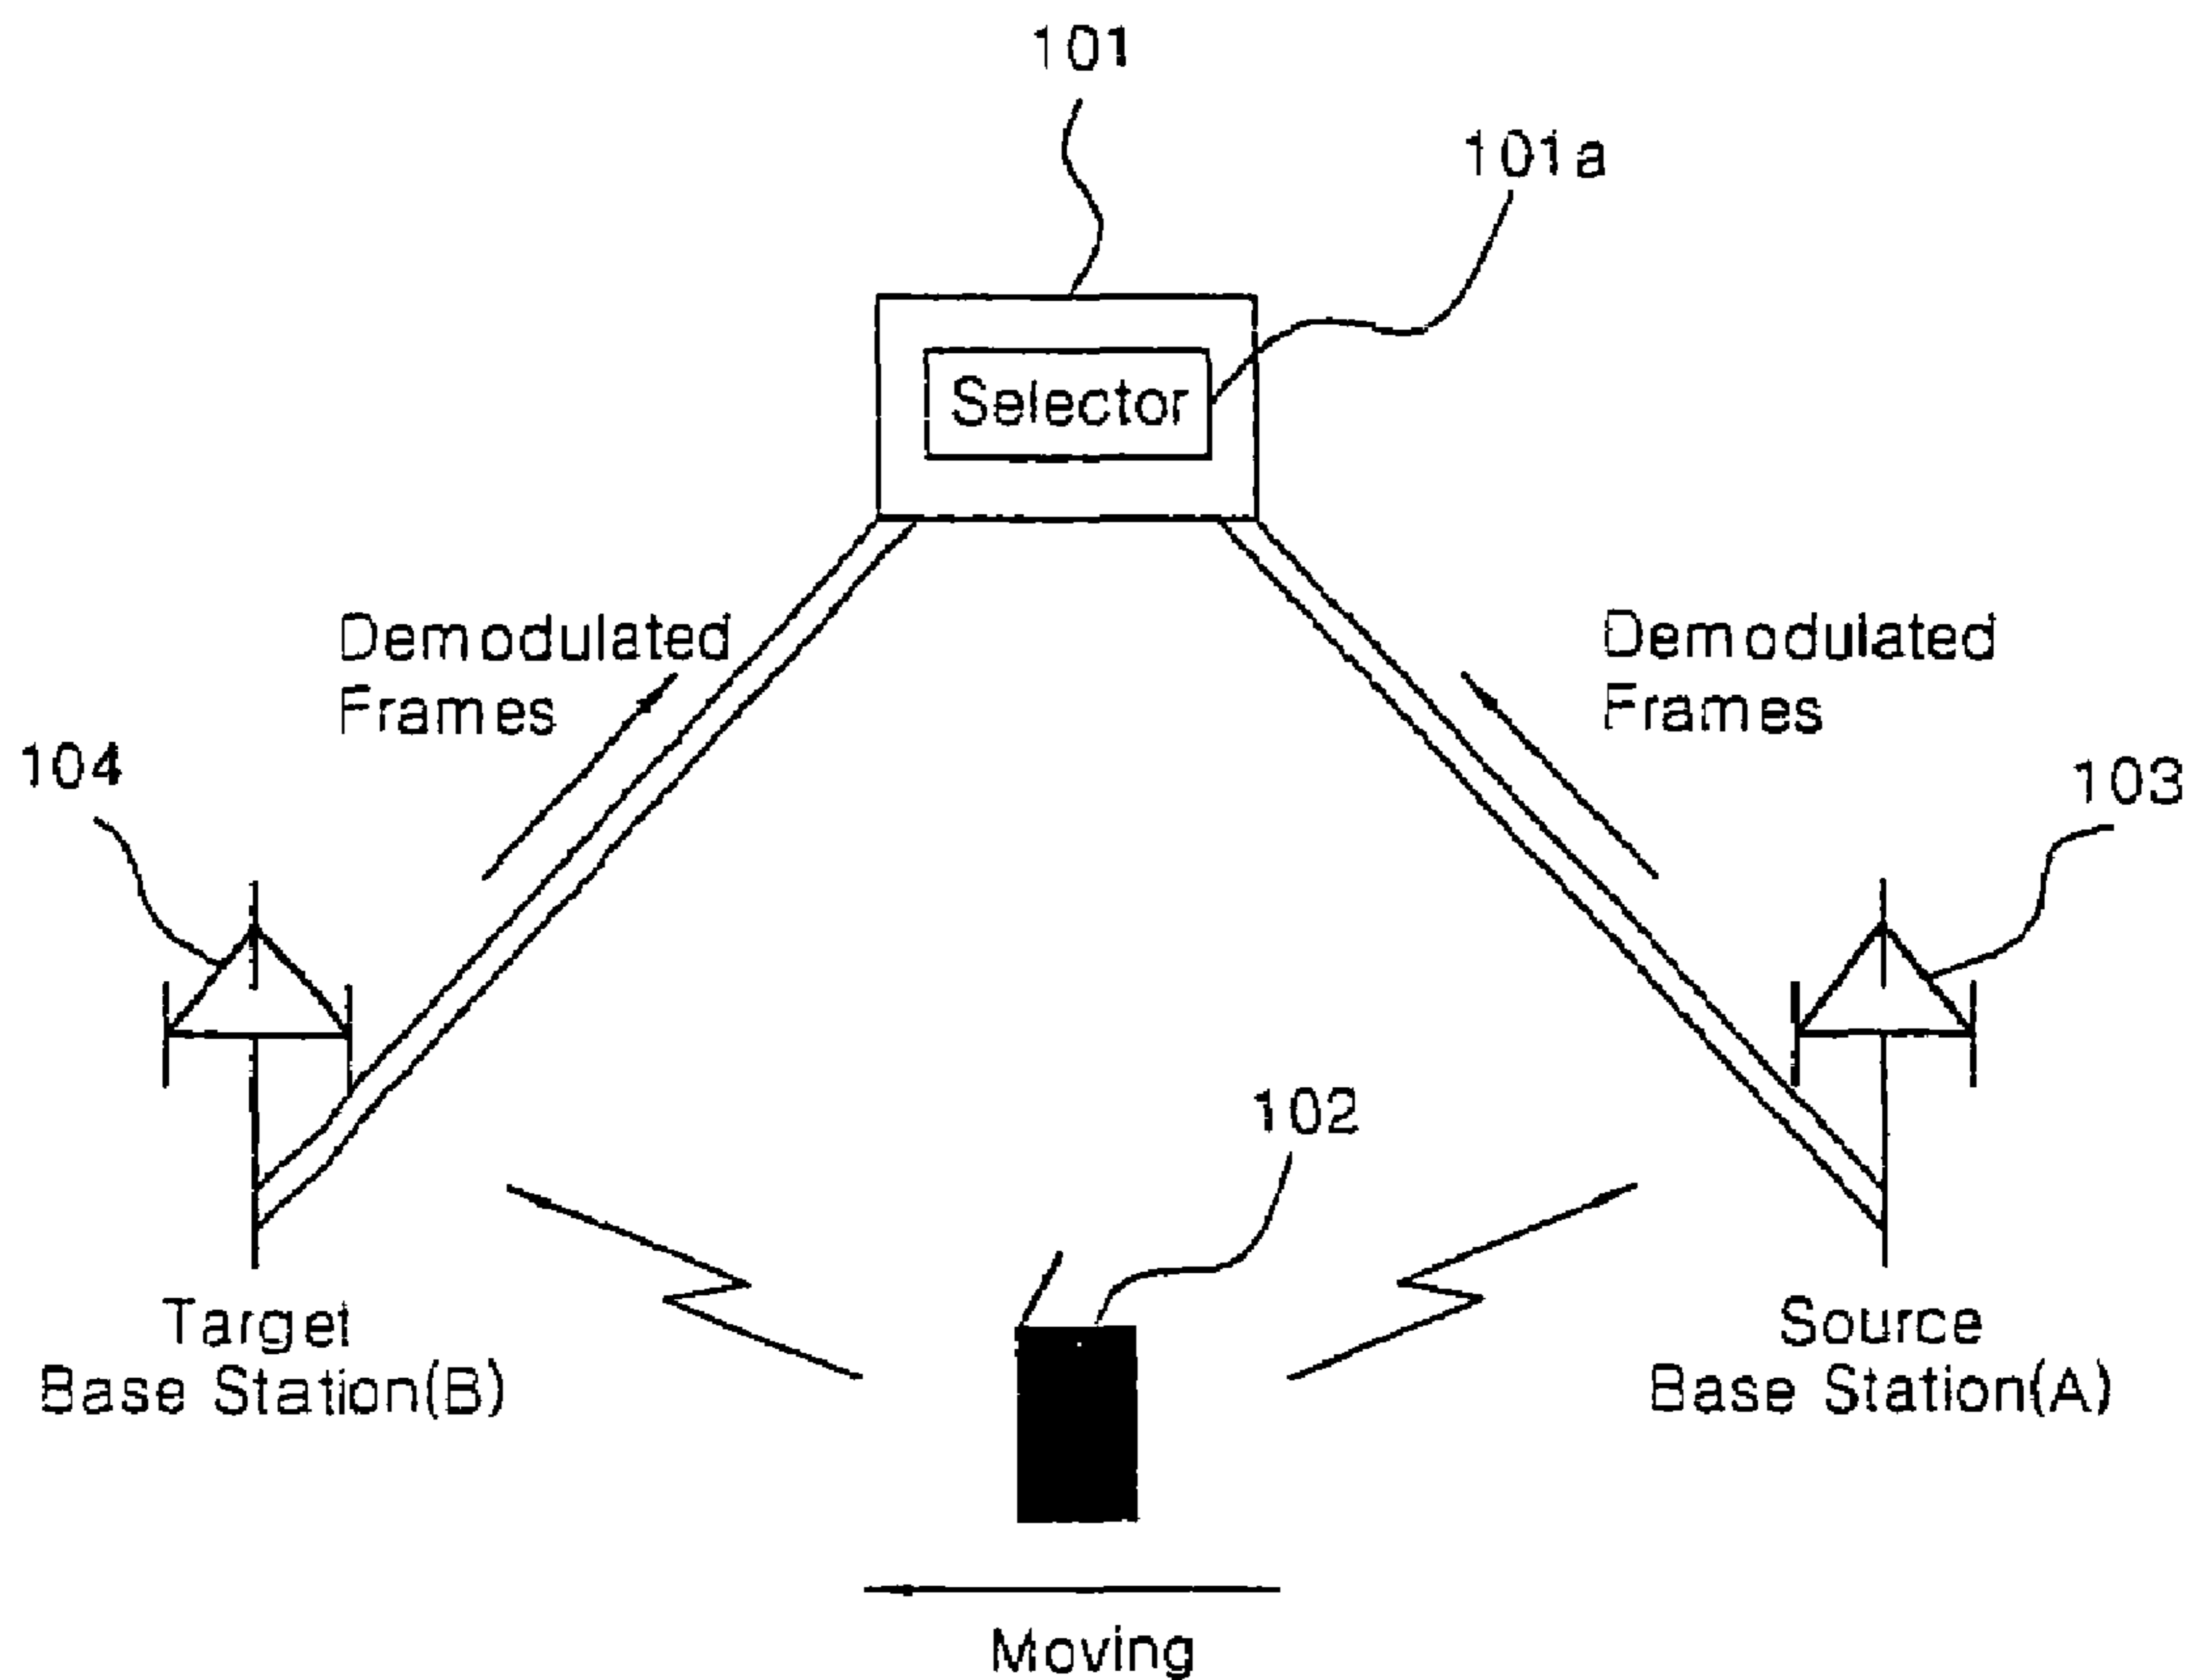 101
101a
Selector
Demodulated
Frames
Demodulated
Frames
104
103
102
Target
Base Station(B)
Source
Base Station(A)
Moving